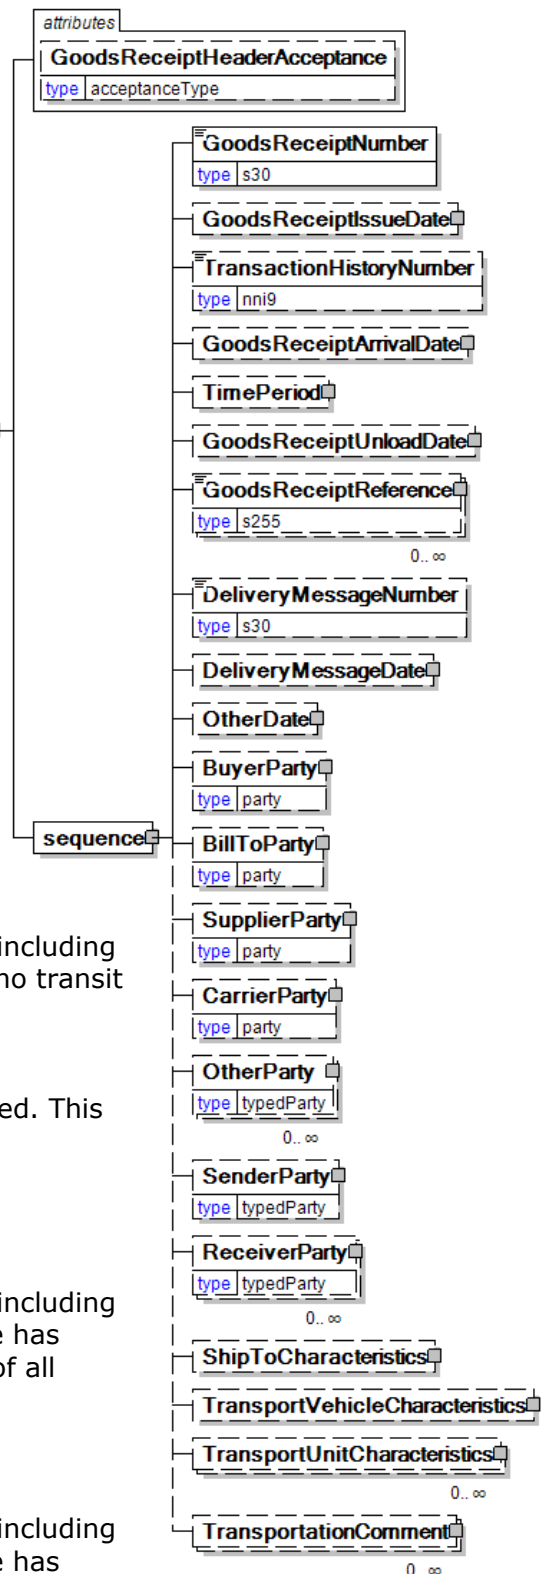 attributes
GoodsReceiptHeaderAcceptance
type acceptanceType
GoodsReceiptNumber
type s30
GoodsReceiptIssueDate
TransactionHistoryNumber
type nni9
GoodsReceiptArrivalDate
TimePeriod
GoodsReceiptUnloadDate
GoodsReceiptReference
type s255
0.. ∞
DeliveryMessageNumber
type s30
DeliveryMessageDate
OtherDate
BuyerParty
type party
sequence
BillToParty
type party
SupplierParty
type party
including
no transit
CarrierParty
type party
OtherParty
type typedParty
0.. ∞
ed. This
SenderParty
type typedParty
ReceiverParty
type typedParty
0.. ∞
including
e has
of all
ShipToCharacteristics
TransportVehicleCharacteristics
TransportUnitCharacteristics
0.. ∞
including
e has
TransportationComment
0.. ∞